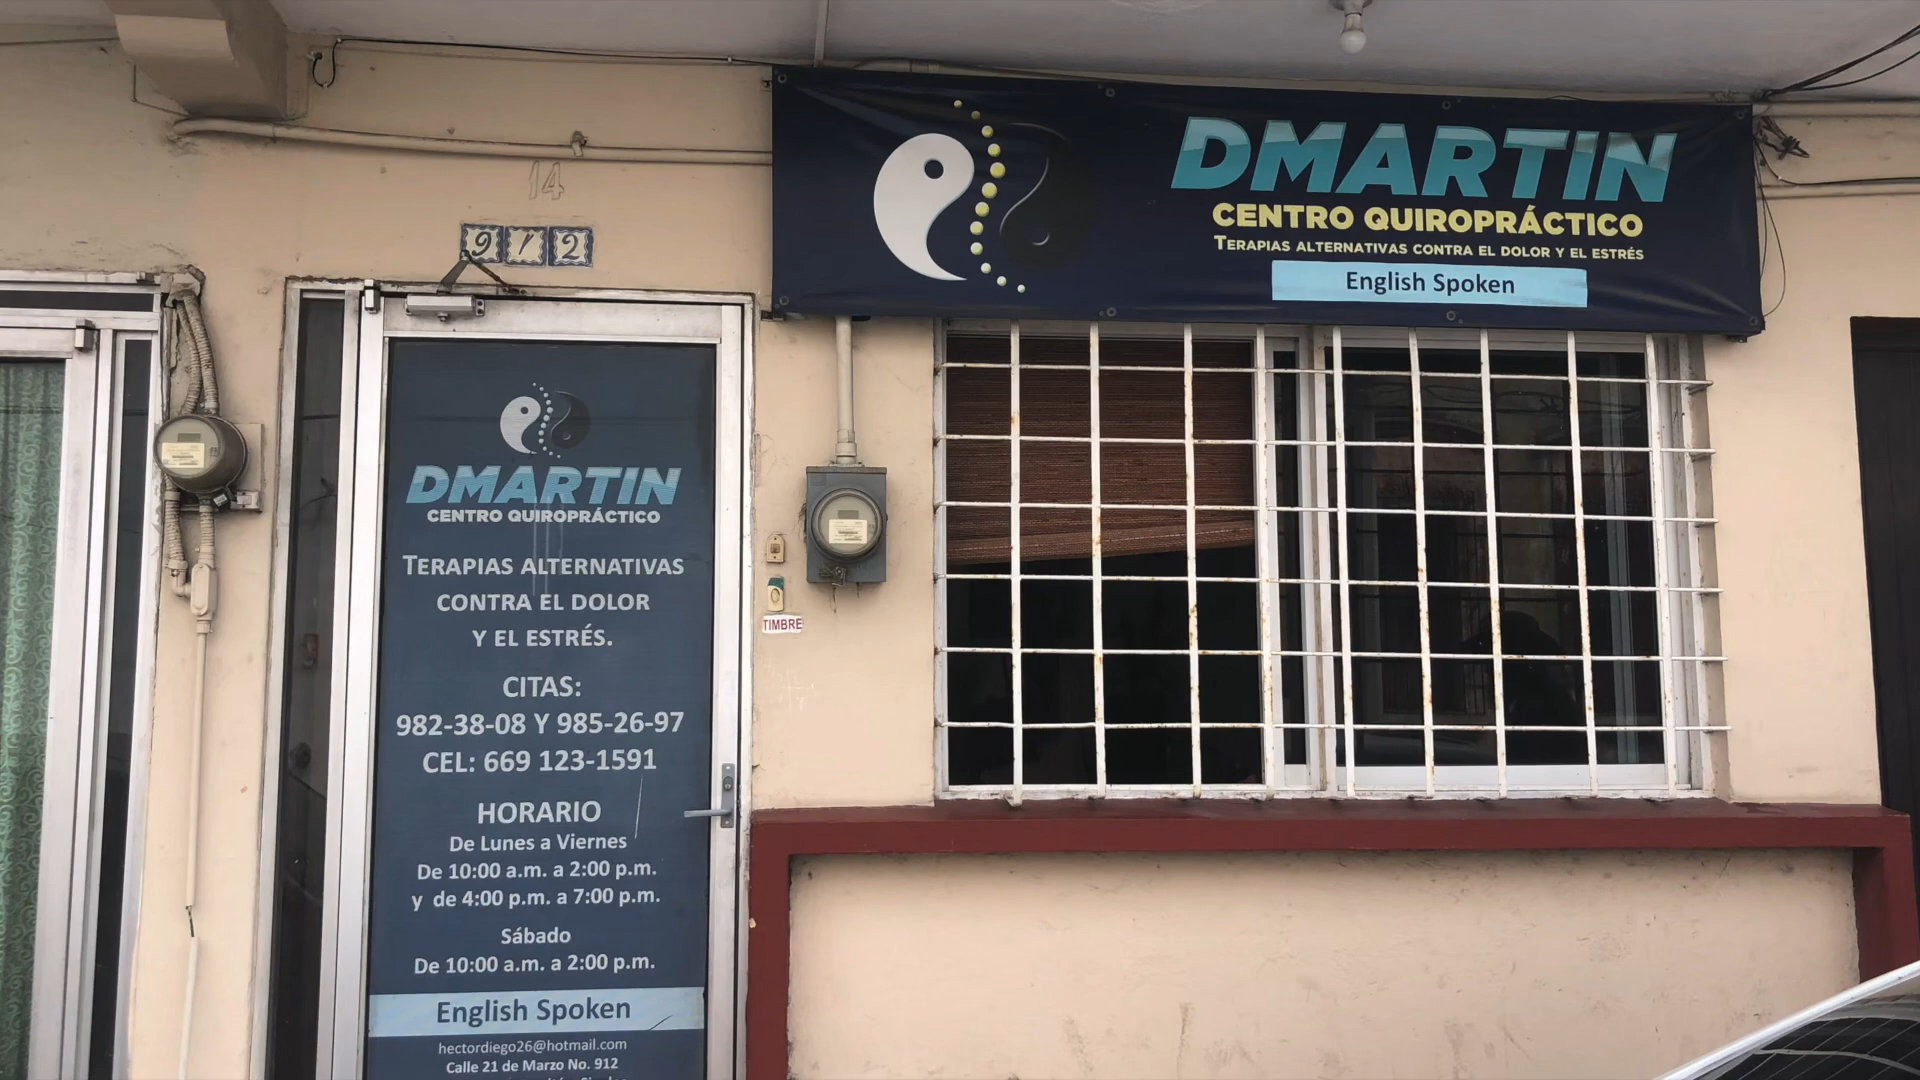 14
912
DMARTIN
CENTRO QUIROPRÁCTICO
TERAPIAS ALTERNATIVAS CONTRA EL DOLOR Y EL ESTRÉS
English Spoken
DMARTIN
CENTRO QUIROPRÁCTICO
TERAPIAS ALTERNATIVAS
CONTRA EL DOLOR
Y EL ESTRÉS.
CITAS:
982-38-08 Y 985-26-97
CEL: 669 123-1591
HORARIO
De Lunes a Viernes
De 10:00 a.m. a 2:00 p.m.
y de 4:00 p.m. a 7:00 p.m.
Sábado
De 10:00 a.m. a 2:00 p.m.
English Spoken
hectordiego26@hotmail.com
Calle 21 de Marzo No. 912
TIMBRE